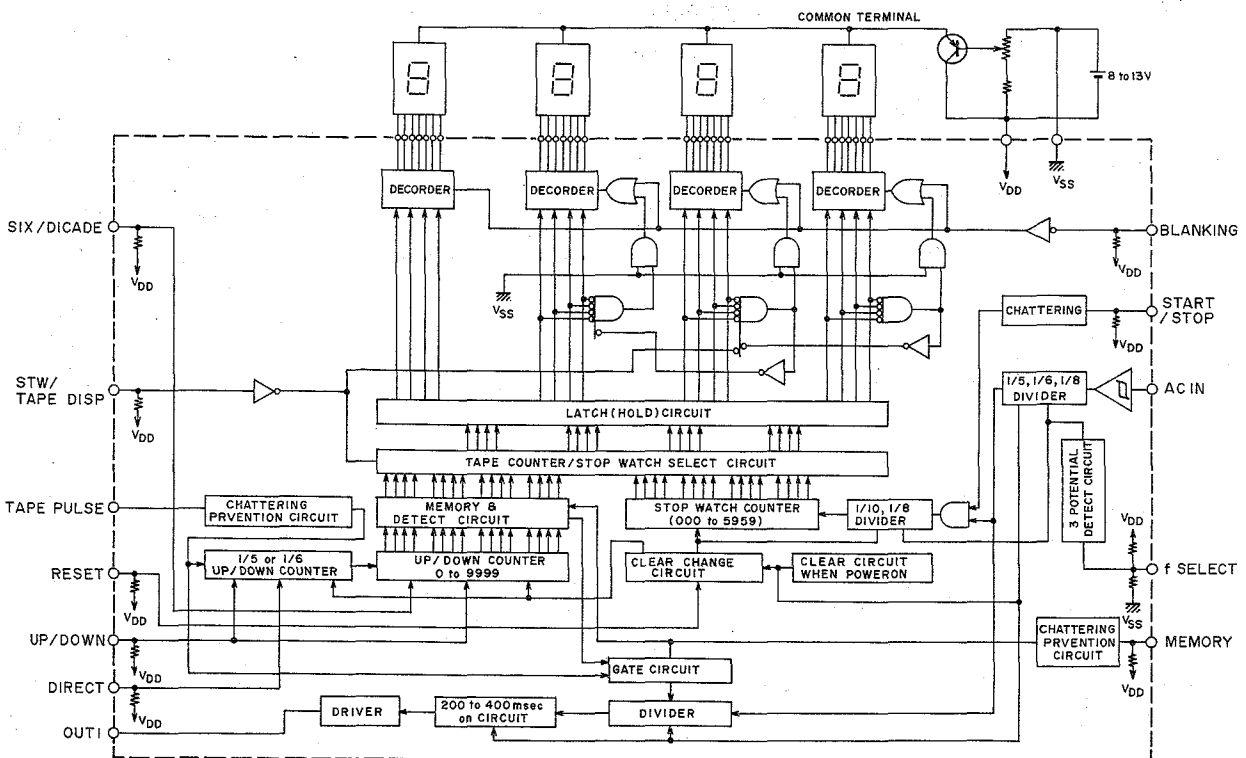 COMMON TERMINAL
8 to 13V
VDD
VSS
DECORDER
DECORDER
DECORDER
DECORDER
SIX/DICADE
VDD
BLANKING
VDD
VSS
CHATTERING
START
/STOP
VDD
STW/
TAPE DISP
VDD
1/5, 1/6, 1/8
DIVIDER
AC IN
LATCH (HOLD) CIRCUIT
TAPE COUNTER/STOP WATCH SELECT CIRCUIT
3 POTENTIAL
DETECT CIRCUIT
TAPE PULSE
CHATTERING
PRVENTION CIRCUIT
MEMORY &
DETECT CIRCUIT
STOP WATCH COUNTER
(000 to 5959)
1/10, 1/8
DIVIDER
VDD
RESET
VDD
1/5 or 1/6
UP/DOWN COUNTER
UP/DOWN COUNTER
0 to 9999
CLEAR CHANGE
CIRCUIT
CLEAR CIRCUIT
WHEN POWERON
f SELECT
VSS
UP/DOWN
VDD
GATE CIRCUIT
CHATTERING
PRVENTION
CIRCUIT
MEMORY
VDD
DIRECT
VDD
OUT1
DRIVER
200 to 400msec
on CIRCUIT
DIVIDER